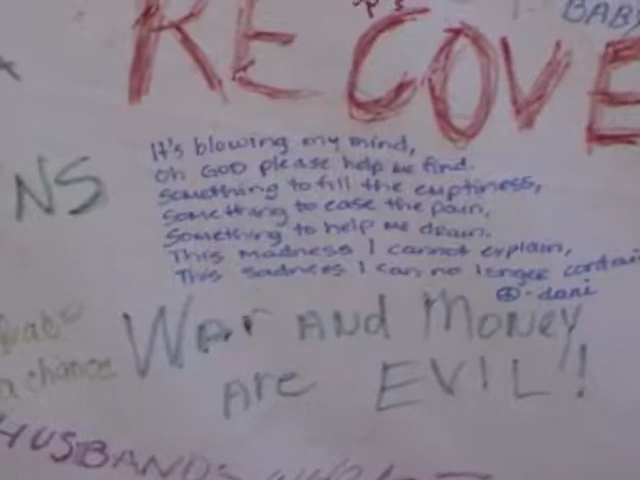 BABY
RECOVE
NS
It's blowing my mind,
Oh GOD please help me find.
Something to fill the emptiness,
Something to ease the pain,
Something to help me drain.
This madness I cannot explain,
This sadness I can no longer contai
- dani
War AND Money
are EVIL!
a chance
HUSBANDS